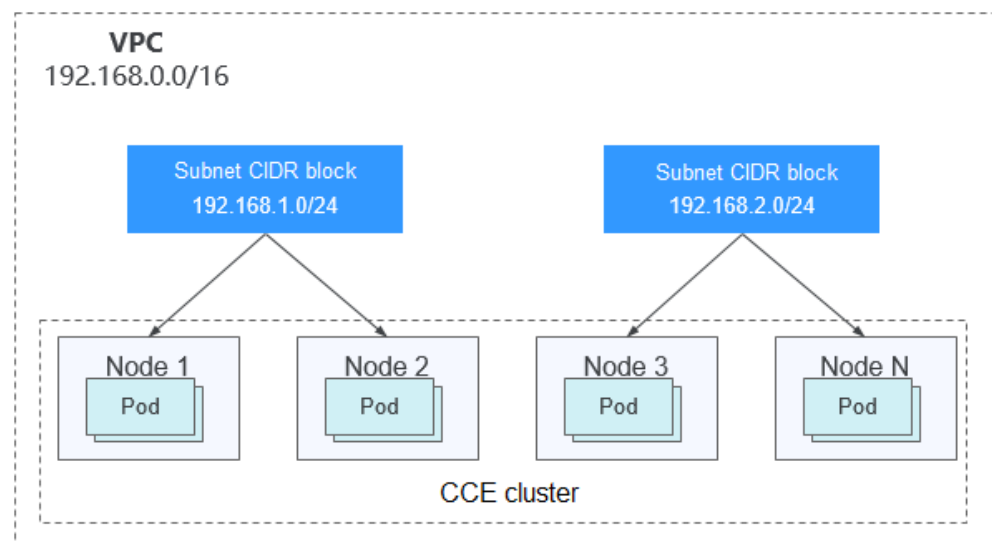 VPC
192.168.0.0/16
Subnet CIDR block
192.168.1.0/24
Subnet CIDR block
192.168.2.0/24
Node 1
Pod
Node 2
Pod
Node 3
Pod
Node N
Pod
CCE cluster